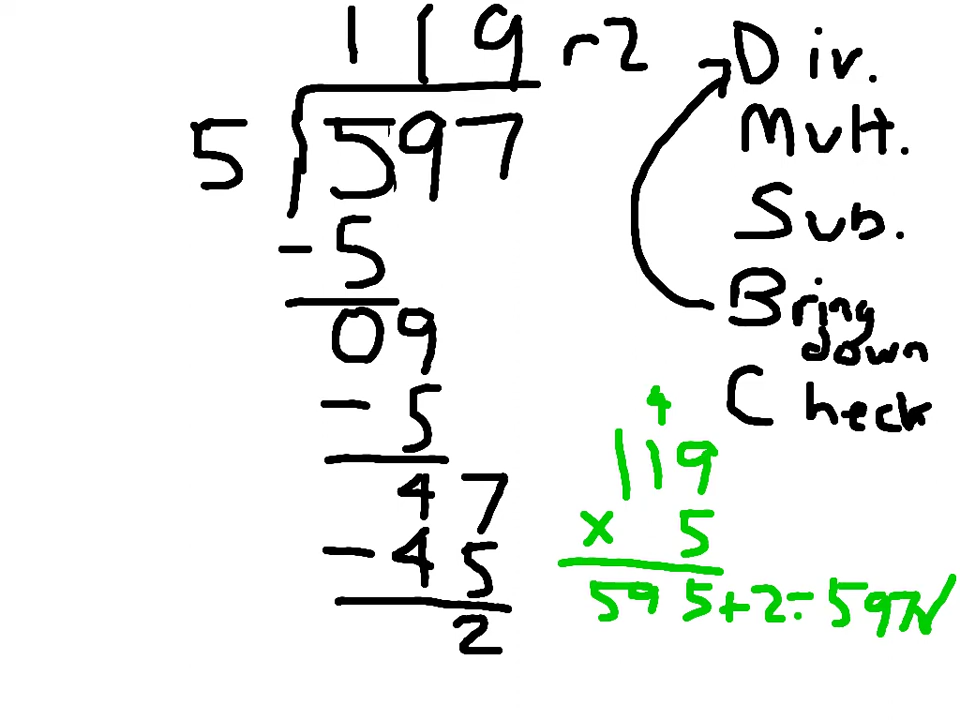 119 r2
5 597
-5
09
-5
47
-45
2
Div.
Mult.
Sub.
Bring
down
Check
4
119
x 5
595+2=597✓